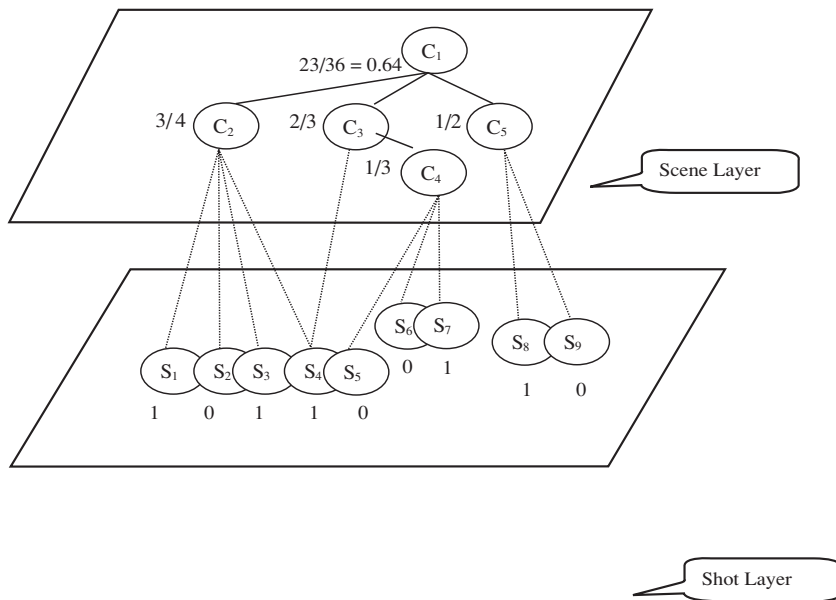 C₁
23/36 = 0.64
3/4 C₂ 2/3 C₃ 1/2 C₅
1/3 C₄
Scene Layer
S₆ S₇
0 1
S₈ S₉
1 0
S₁ S₂ S₃ S₄ S₅
1 0 1 1 0
Shot Layer